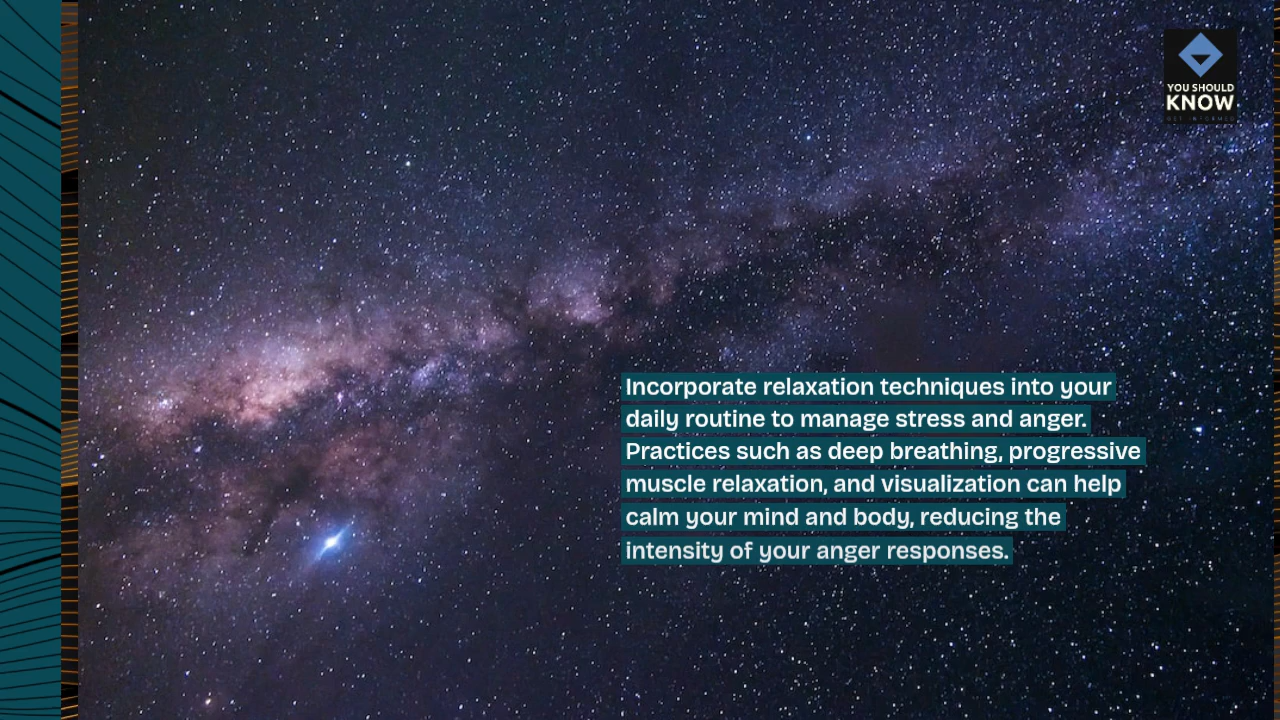 YOU SHOULD
KNOW
GET INFORMED
Incorporate relaxation techniques into your
daily routine to manage stress and anger.
Practices such as deep breathing, progressive
muscle relaxation, and visualization can help
calm your mind and body, reducing the
intensity of your anger responses.